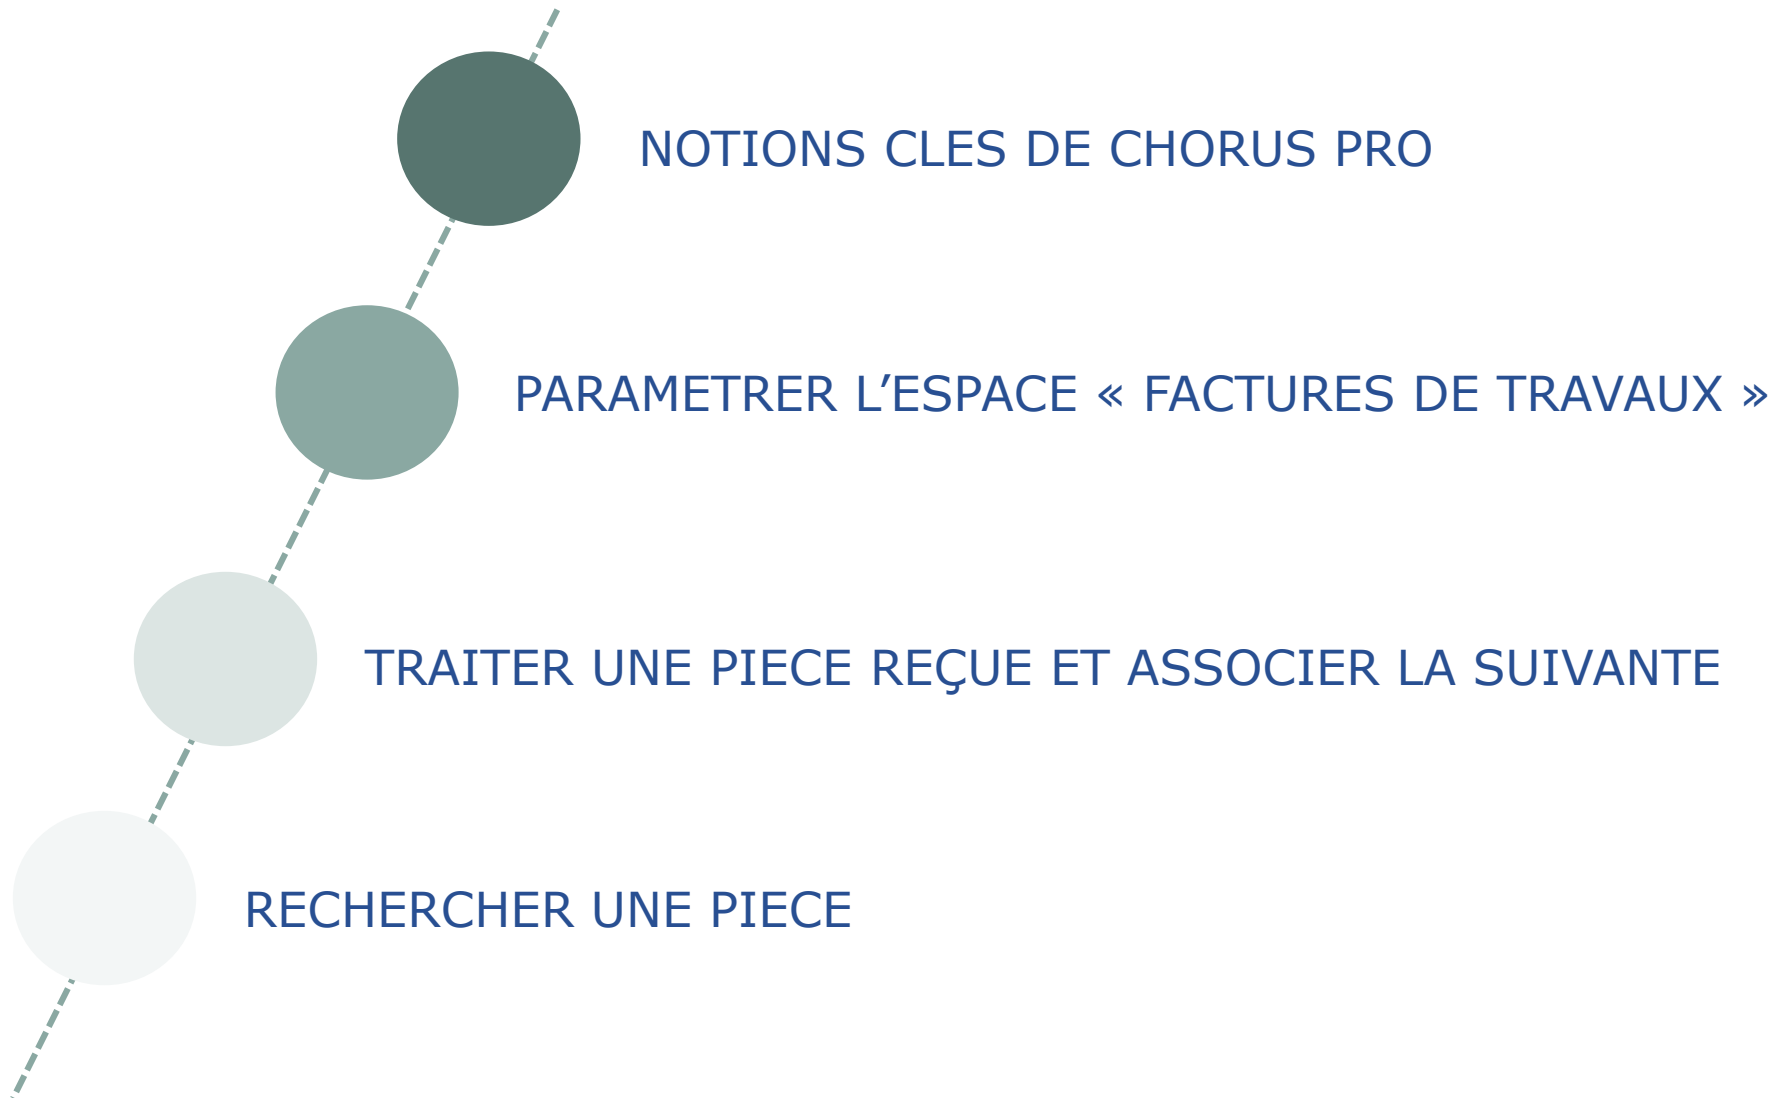 NOTIONS CLES DE CHORUS PRO
PARAMETRER L’ESPACE « FACTURES DE TRAVAUX »
TRAITER UNE PIECE REÇUE ET ASSOCIER LA SUIVANTE
RECHERCHER UNE PIECE